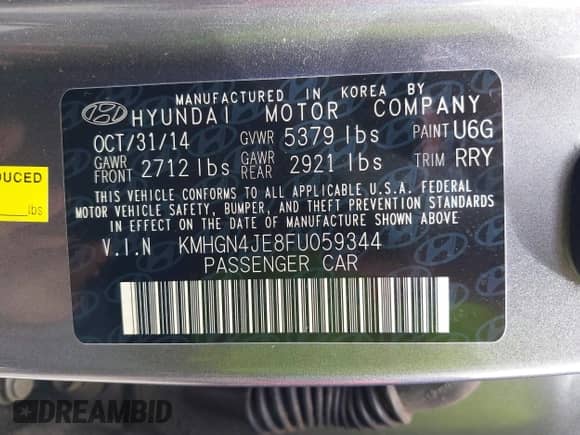 MANUFACTURED IN KOREA BY
HYUNDAI MOTOR COMPANY
OCT/31/14 GVWR 5379 lbs PAINT U6G
GAWR FRONT 2712 lbs GAWR REAR 2921 lbs TRIM RRY
THIS VEHICLE CONFORMS TO ALL APPLICABLE U.S.A. FEDERAL
MOTOR VEHICLE SAFETY, BUMPER, AND THEFT PREVENTION STANDARDS
IN EFFECT ON THE DATE OF MANUFACTURE SHOWN ABOVE.
V.I.N KMHGN4JE8FU059344
PASSENGER CAR
DUCED
lbs
DREAMBID